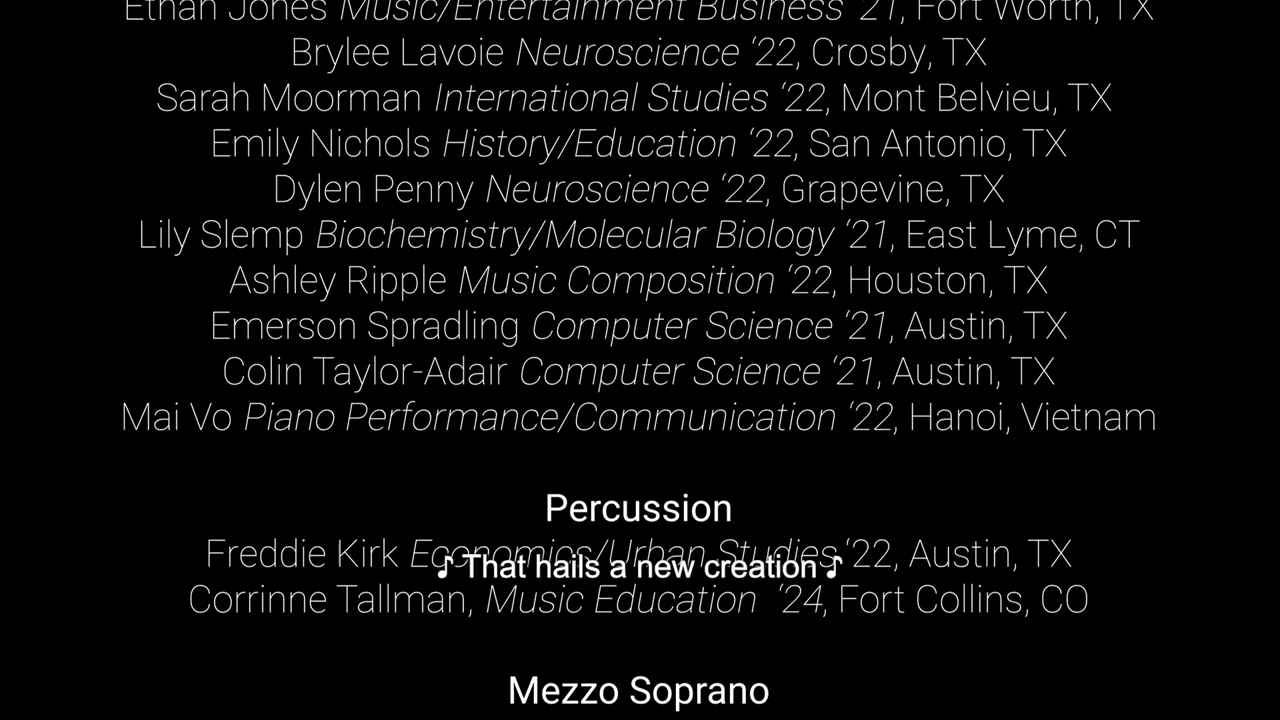 Ethan Jones Music/Entertainment Business ‘21, Fort Worth, TX
Brylee Lavoie Neuroscience ‘22, Crosby, TX
Sarah Moorman International Studies ‘22, Mont Belvieu, TX
Emily Nichols History/Education ‘22, San Antonio, TX
Dylen Penny Neuroscience ‘22, Grapevine, TX
Lily Slemp Biochemistry/Molecular Biology ‘21, East Lyme, CT
Ashley Ripple Music Composition ‘22, Houston, TX
Emerson Spradling Computer Science ‘21, Austin, TX
Colin Taylor-Adair Computer Science ‘21, Austin, TX
Mai Vo Piano Performance/Communication ‘22, Hanoi, Vietnam
Percussion
Freddie Kirk Economics/Urban Studies ‘22, Austin, TX
♪ That hails a new creation ♪
Corrinne Tallman, Music Education ‘24, Fort Collins, CO
Mezzo Soprano